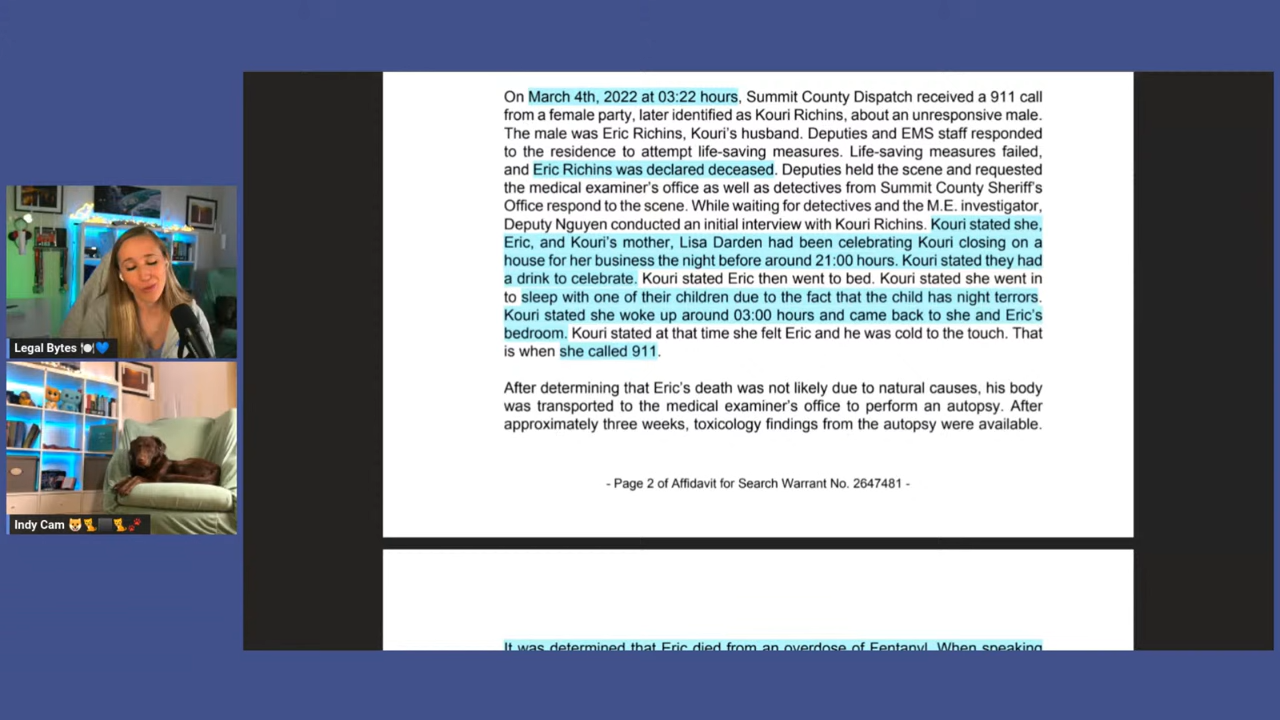 On March 4th, 2022 at 03:22 hours, Summit County Dispatch received a 911 call
from a female party, later identified as Kouri Richins, about an unresponsive male.
The male was Eric Richins, Kouri's husband. Deputies and EMS staff responded
to the residence to attempt life-saving measures. Life-saving measures failed,
and Eric Richins was declared deceased. Deputies held the scene and requested
the medical examiner's office as well as detectives from Summit County Sheriff's
Office respond to the scene. While waiting for detectives and the M.E. investigator,
Deputy Nguyen conducted an initial interview with Kouri Richins. Kouri stated she,
Eric, and Kouri's mother, Lisa Darden had been celebrating Kouri closing on a
house for her business the night before around 21:00 hours. Kouri stated they had
a drink to celebrate. Kouri stated Eric then went to bed. Kouri stated she went in
to sleep with one of their children due to the fact that the child has night terrors.
Kouri stated she woke up around 03:00 hours and came back to she and Eric's
bedroom. Kouri stated at that time she felt Eric and he was cold to the touch. That
is when she called 911.
After determining that Eric's death was not likely due to natural causes, his body
was transported to the medical examiner's office to perform an autopsy. After
approximately three weeks, toxicology findings from the autopsy were available.
- Page 2 of Affidavit for Search Warrant No. 2647481 -
It was determined that Eric died from an overdose of Fentanyl. When speaking
Legal Bytes 🍽️💙
Indy Cam 😺🐈⬛🐈🐾